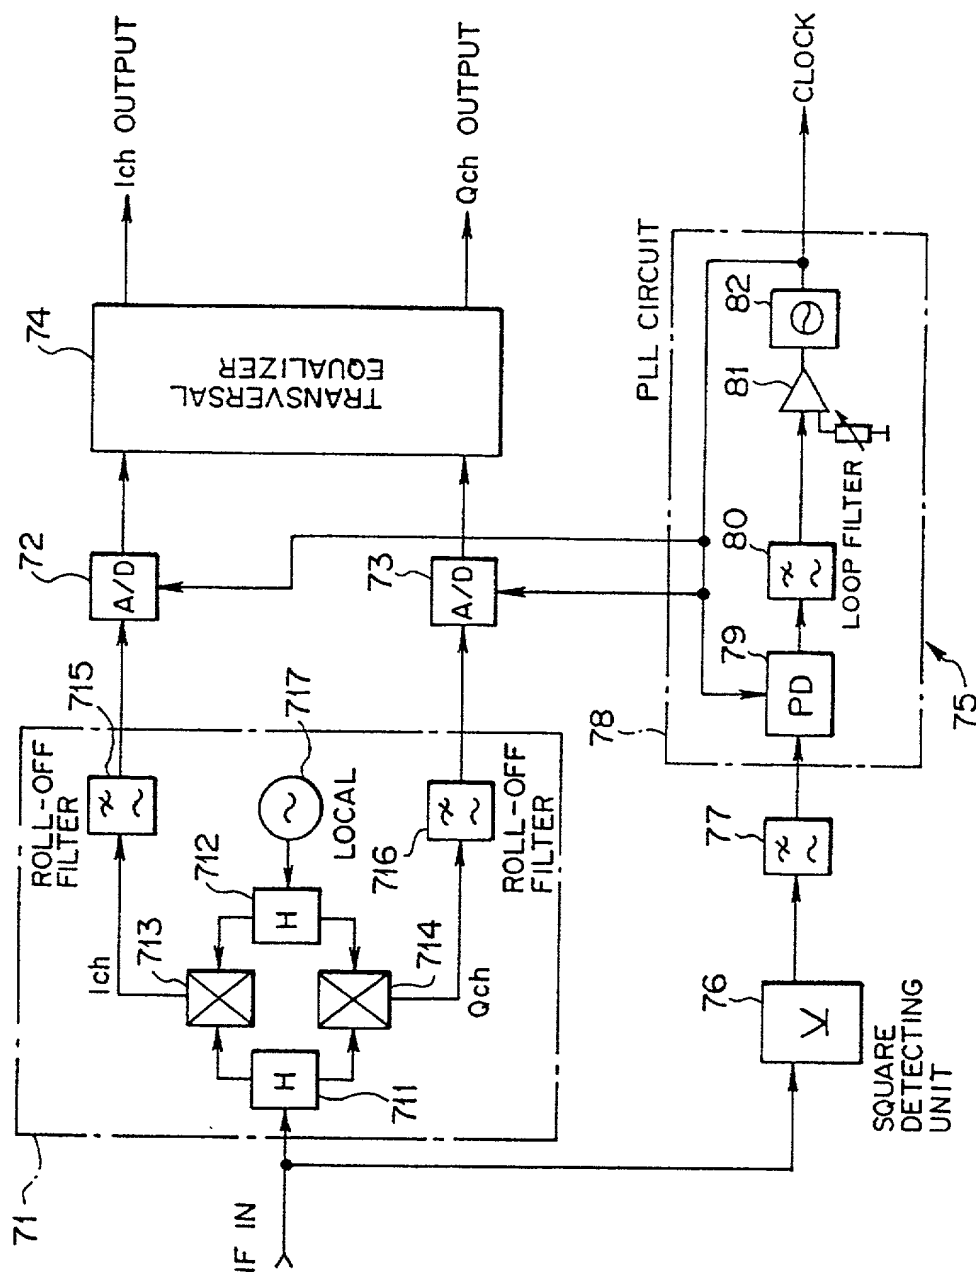 IF IN
71
ROLL-OFF
FILTER
715
Ich
713
H
711
712
H
717
~
LOCAL
714
Qch
716
ROLL-OFF
FILTER
72
A/D
73
A/D
74
TRANSVERSAL
EQUALIZER
Ich OUTPUT
Qch OUTPUT
76
SQUARE
DETECTING
UNIT
77
78
PLL CIRCUIT
79
PD
80
LOOP FILTER
81
82
75
CLOCK